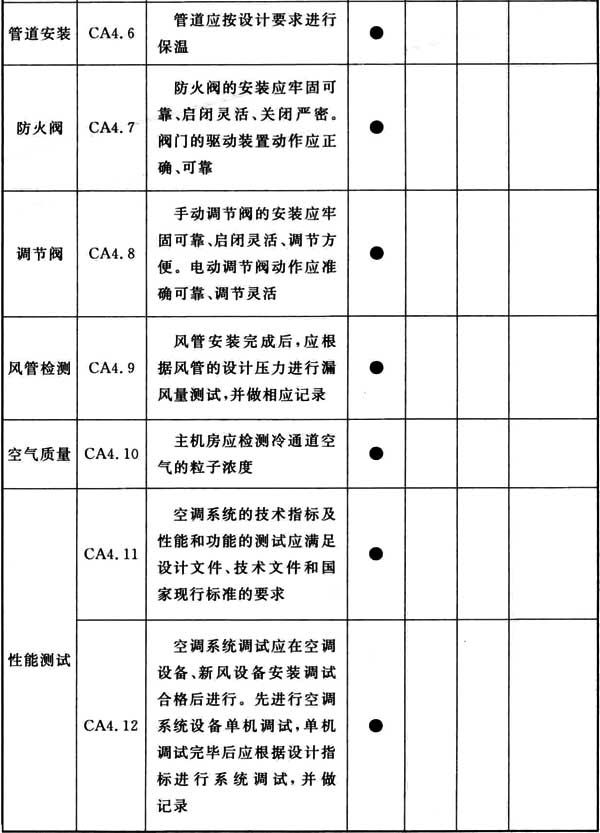 管道安装
CA4.6
管道应按设计要求进行
保温
●
防火阀
CA4.7
防火阀的安装应牢固可
靠、启闭灵活、关闭严密。
阀门的驱动装置动作应正
确、可靠
●
调节阀
CA4.8
手动调节阀的安装应牢
固可靠、启闭灵活、调节方
便。电动调节阀动作应准
确可靠、调节灵活
●
风管检测
CA4.9
风管安装完成后，应根
据风管的设计压力进行漏
风量测试，并做相应记录
●
空气质量
CA4.10
主机房应检测冷通道空
气的粒子浓度
●
性能测试
CA4.11
空调系统的技术指标及
性能和功能的测试应满足
设计文件、技术文件和国
家现行标准的要求
●
CA4.12
空调系统调试应在空调
设备、新风设备安装调试
合格后进行。先进行空调
系统设备单机调试，单机
调试完毕后应根据设计指
标进行系统调试，并做
记录
●